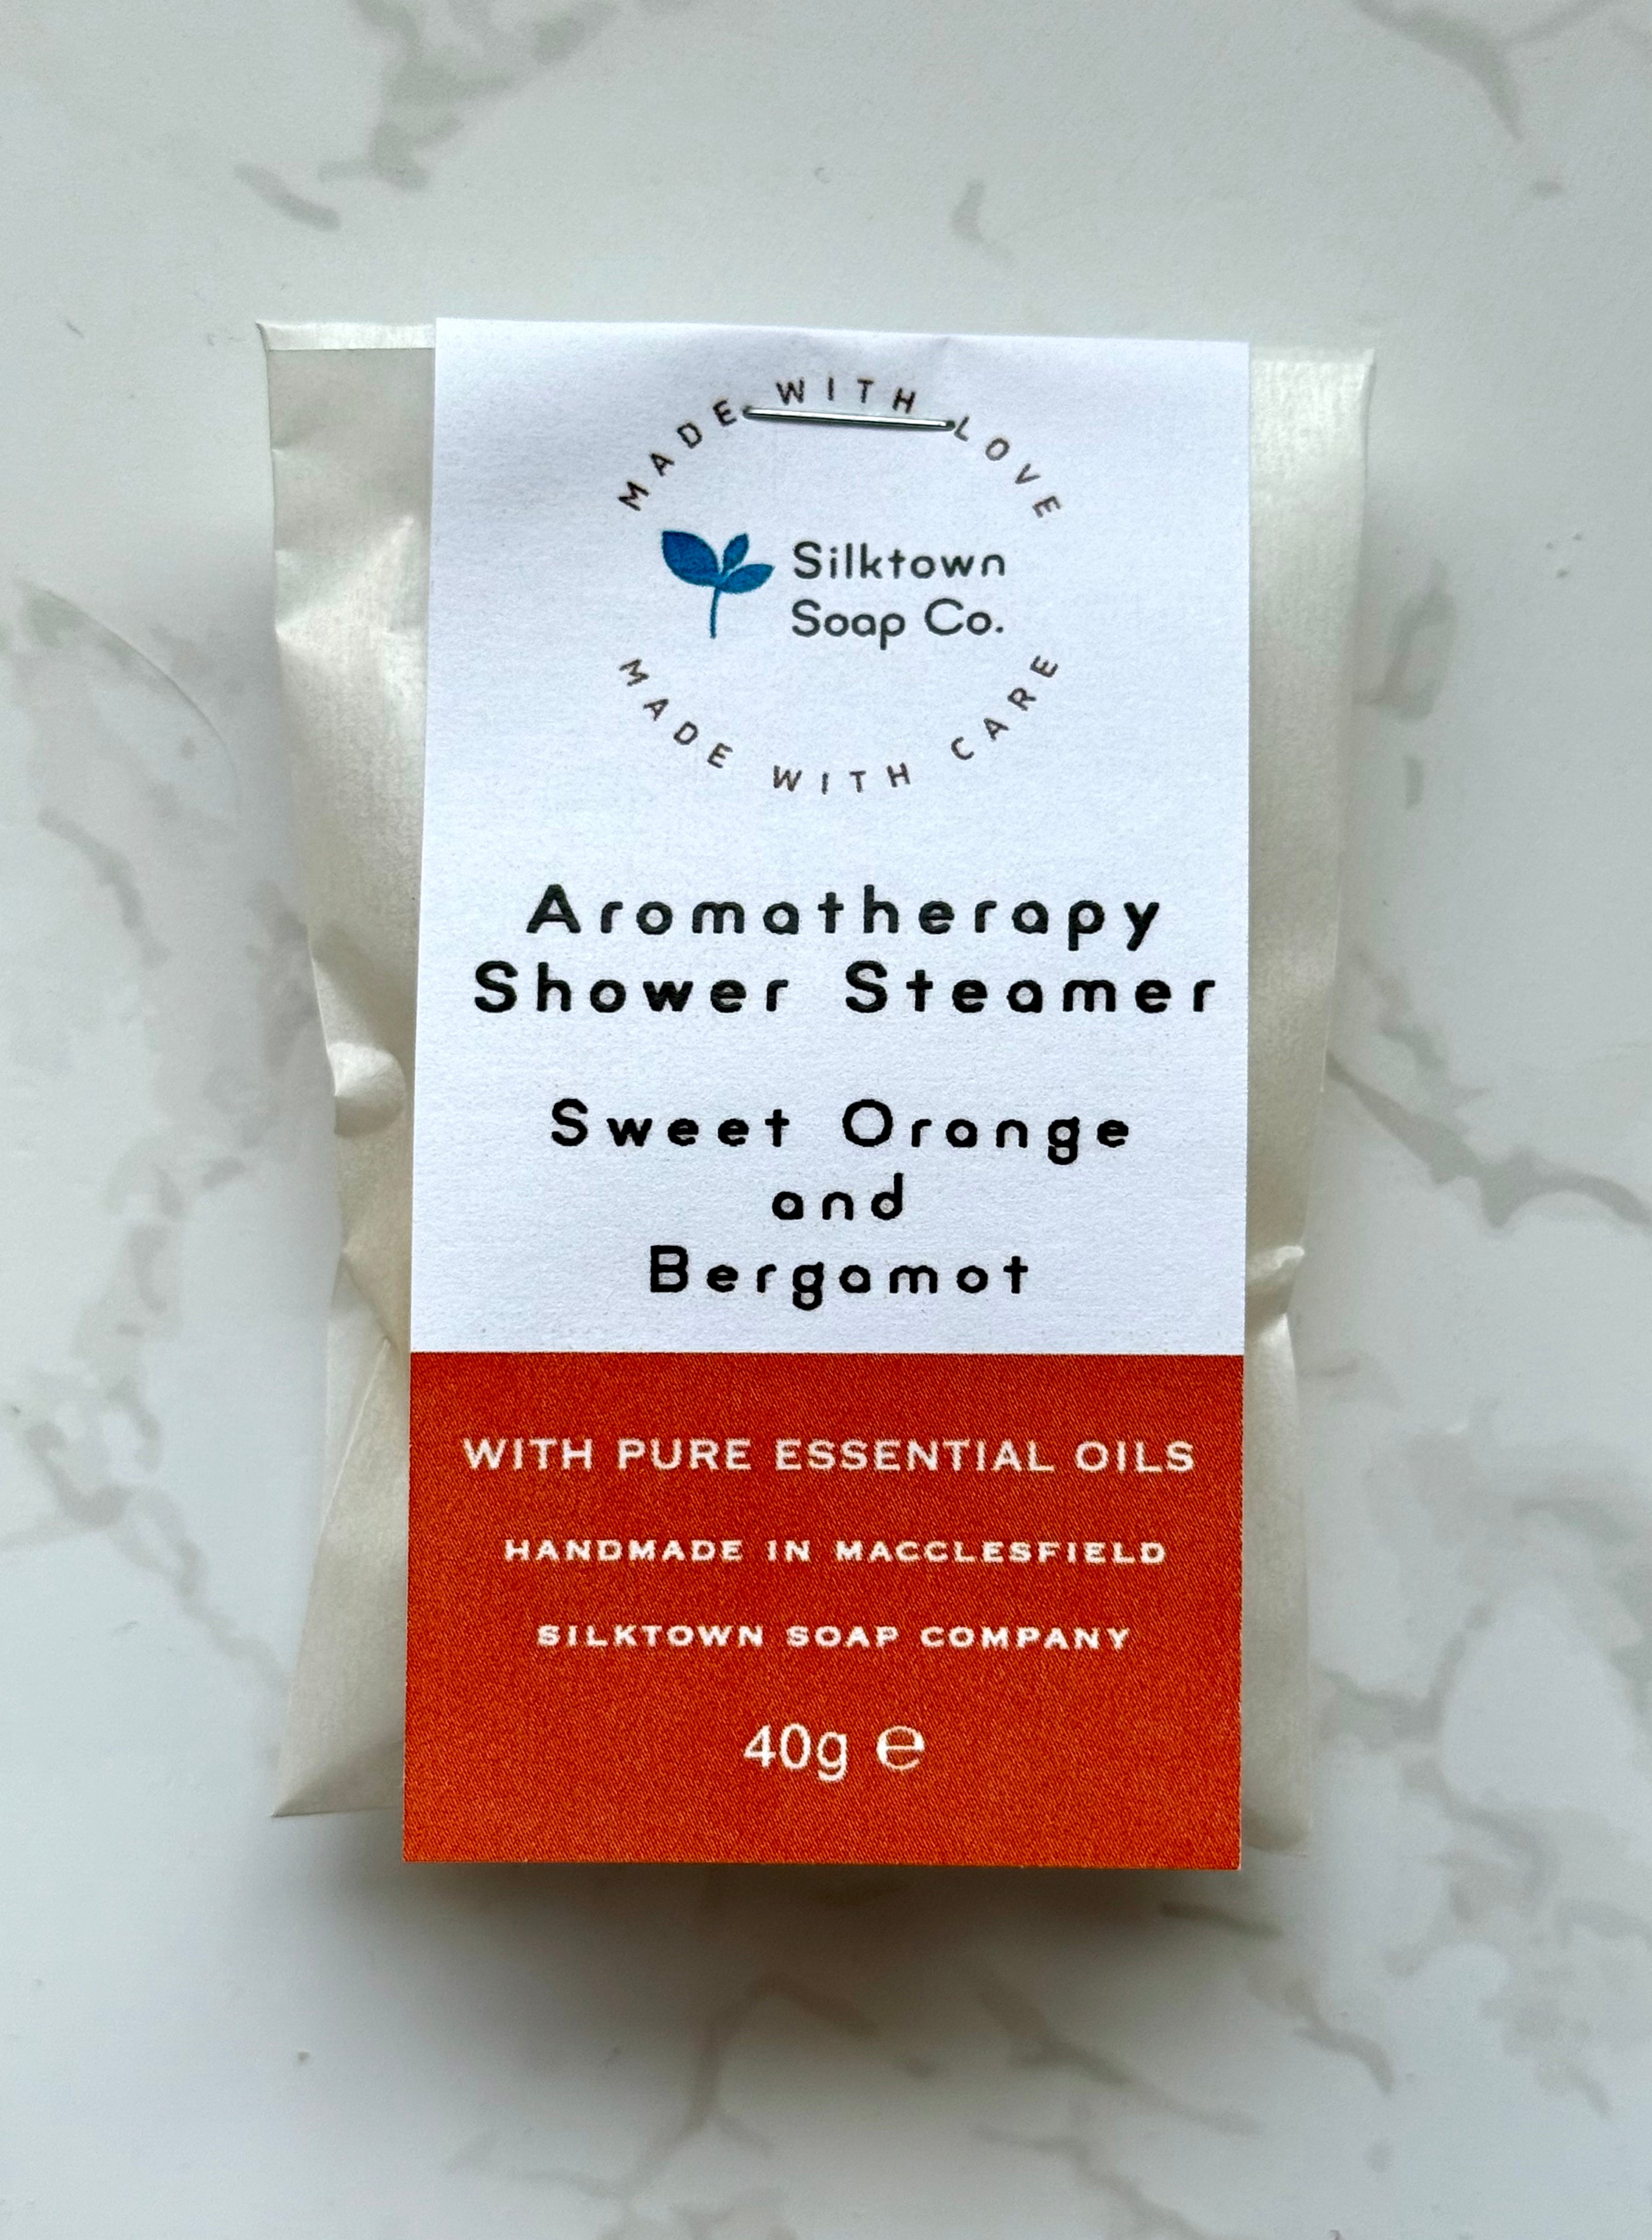 MADE WITH LOVE
Silktown
Soap Co.
MADE WITH CARE
Aromatherapy
Shower Steamer
Sweet Orange
and
Bergamot
WITH PURE ESSENTIAL OILS
HANDMADE IN MACCLESFIELD
SILKTOWN SOAP COMPANY
40g ℮